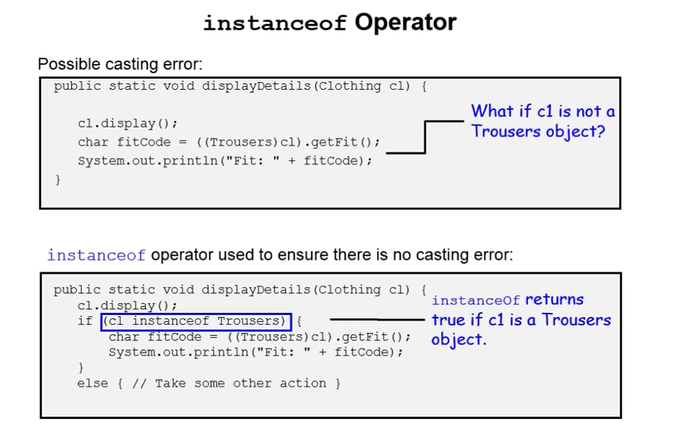 instanceof Operator
Possible casting error:
public static void displayDetails(Clothing cl) {
cl.display();
char fitCode = ((Trousers)cl).getFit();
System.out.println("Fit: " + fitCode);
}
What if c1 is not a
Trousers object?
instanceof operator used to ensure there is no casting error:
public static void displayDetails(Clothing cl) {
cl.display();
if (cl instanceof Trousers) {
char fitCode = ((Trousers)cl).getFit();
System.out.println("Fit: " + fitCode);
}
else { // Take some other action }
instanceOf returns
true if c1 is a Trousers
object.